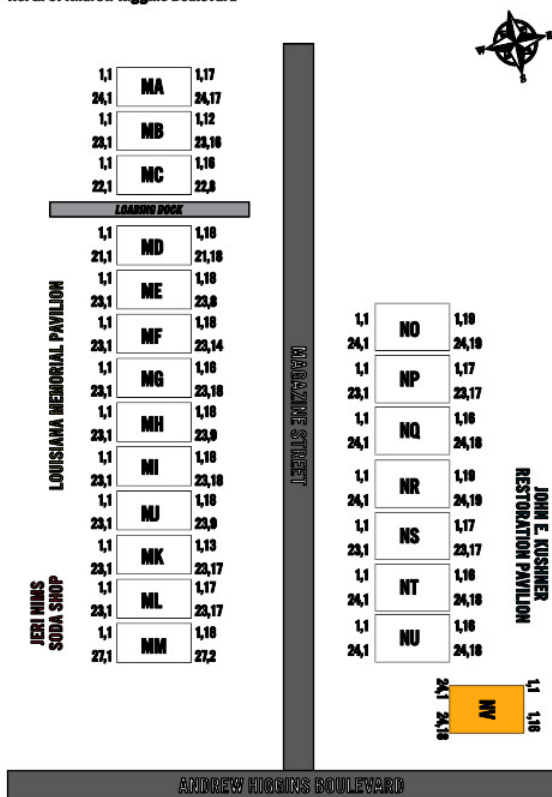 1,1 MA 1,17
24,1 24,17
1,1 MB 1,12
23,1 23,16
1,1 MC 1,16
22,1 22,8
LOADING DOCK
1,1 MD 1,18
21,1 21,18
1,1 ME 1,18
23,1 23,8
1,1 MF 1,18
23,1 23,14
1,1 MG 1,16
23,1 23,18
1,1 MH 1,18
23,1 23,9
1,1 MI 1,18
23,1 23,18
1,1 MJ 1,18
23,1 23,9
1,1 MK 1,13
23,1 23,17
1,1 ML 1,17
23,1 23,17
1,1 MM 1,18
27,1 27,2
LOUISIANA MEMORIAL PAVILION
JERI NIMS
SODA SHOP
MAGAZINE STREET
N
E
S
W
1,1 NO 1,19
24,1 24,19
1,1 NP 1,17
23,1 23,17
1,1 NQ 1,16
24,1 24,18
1,1 NR 1,19
24,1 24,19
1,1 NS 1,17
23,1 23,17
1,1 NT 1,16
24,1 24,18
1,1 NU 1,16
24,1 24,18
JOHN E. KUSHNER
RESTORATION PAVILION
1,1 NV 1,16
24,1 24,18
ANDREW HIGGINS BOULEVARD